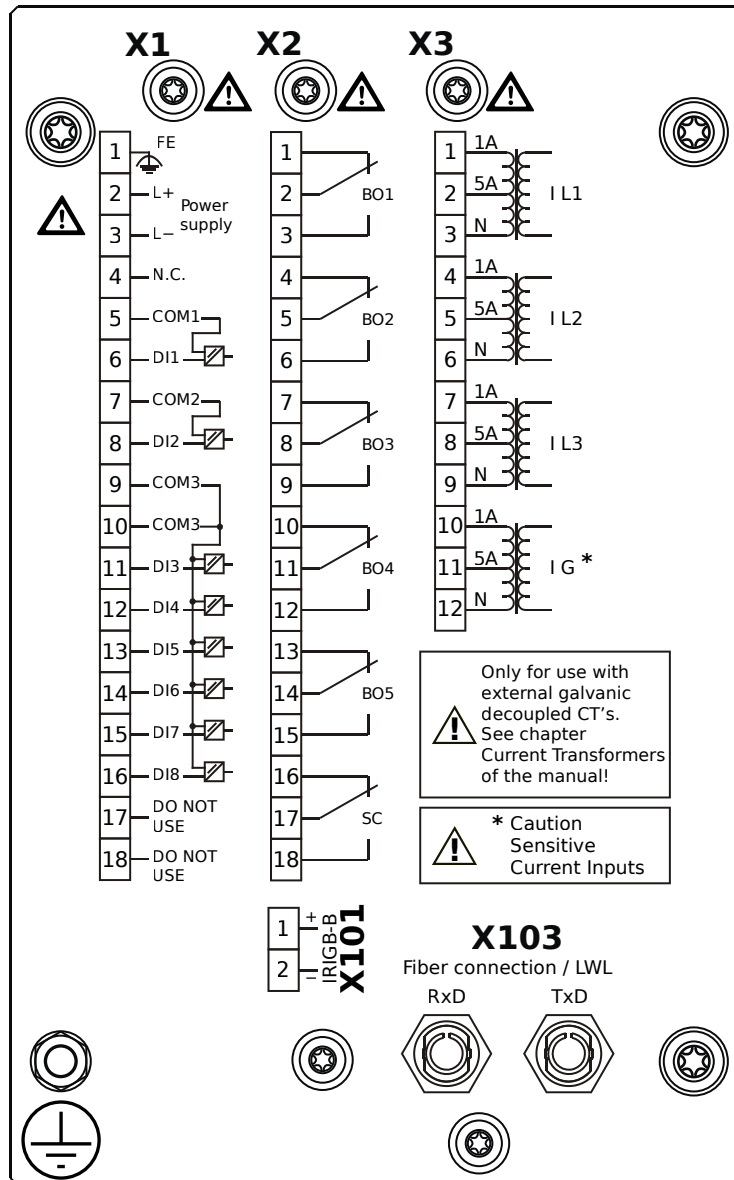 X1
X2
X3
1 FE
2 L+
Power
supply
3 L−
4 N.C.
5 COM1
6 DI1
7 COM2
8 DI2
9 COM3
10 COM3
11 DI3
12 DI4
13 DI5
14 DI6
15 DI7
16 DI8
17 DO NOT
USE
18 DO NOT
USE
1
2 BO1
3
4
5 BO2
6
7
8 BO3
9
10
11 BO4
12
13
14 BO5
15
16
17 SC
18
1 1A
2 5A I L1
3 N
4 1A
5 5A I L2
6 N
7 1A
8 5A I L3
9 N
10 1A
11 5A I G *
12 N
Only for use with
external galvanic
decoupled CT's.
See chapter
Current Transformers
of the manual!
* Caution
Sensitive
Current Inputs
1 +
2 −
IRIGB-B
X101
X103
Fiber connection / LWL
RxD TxD